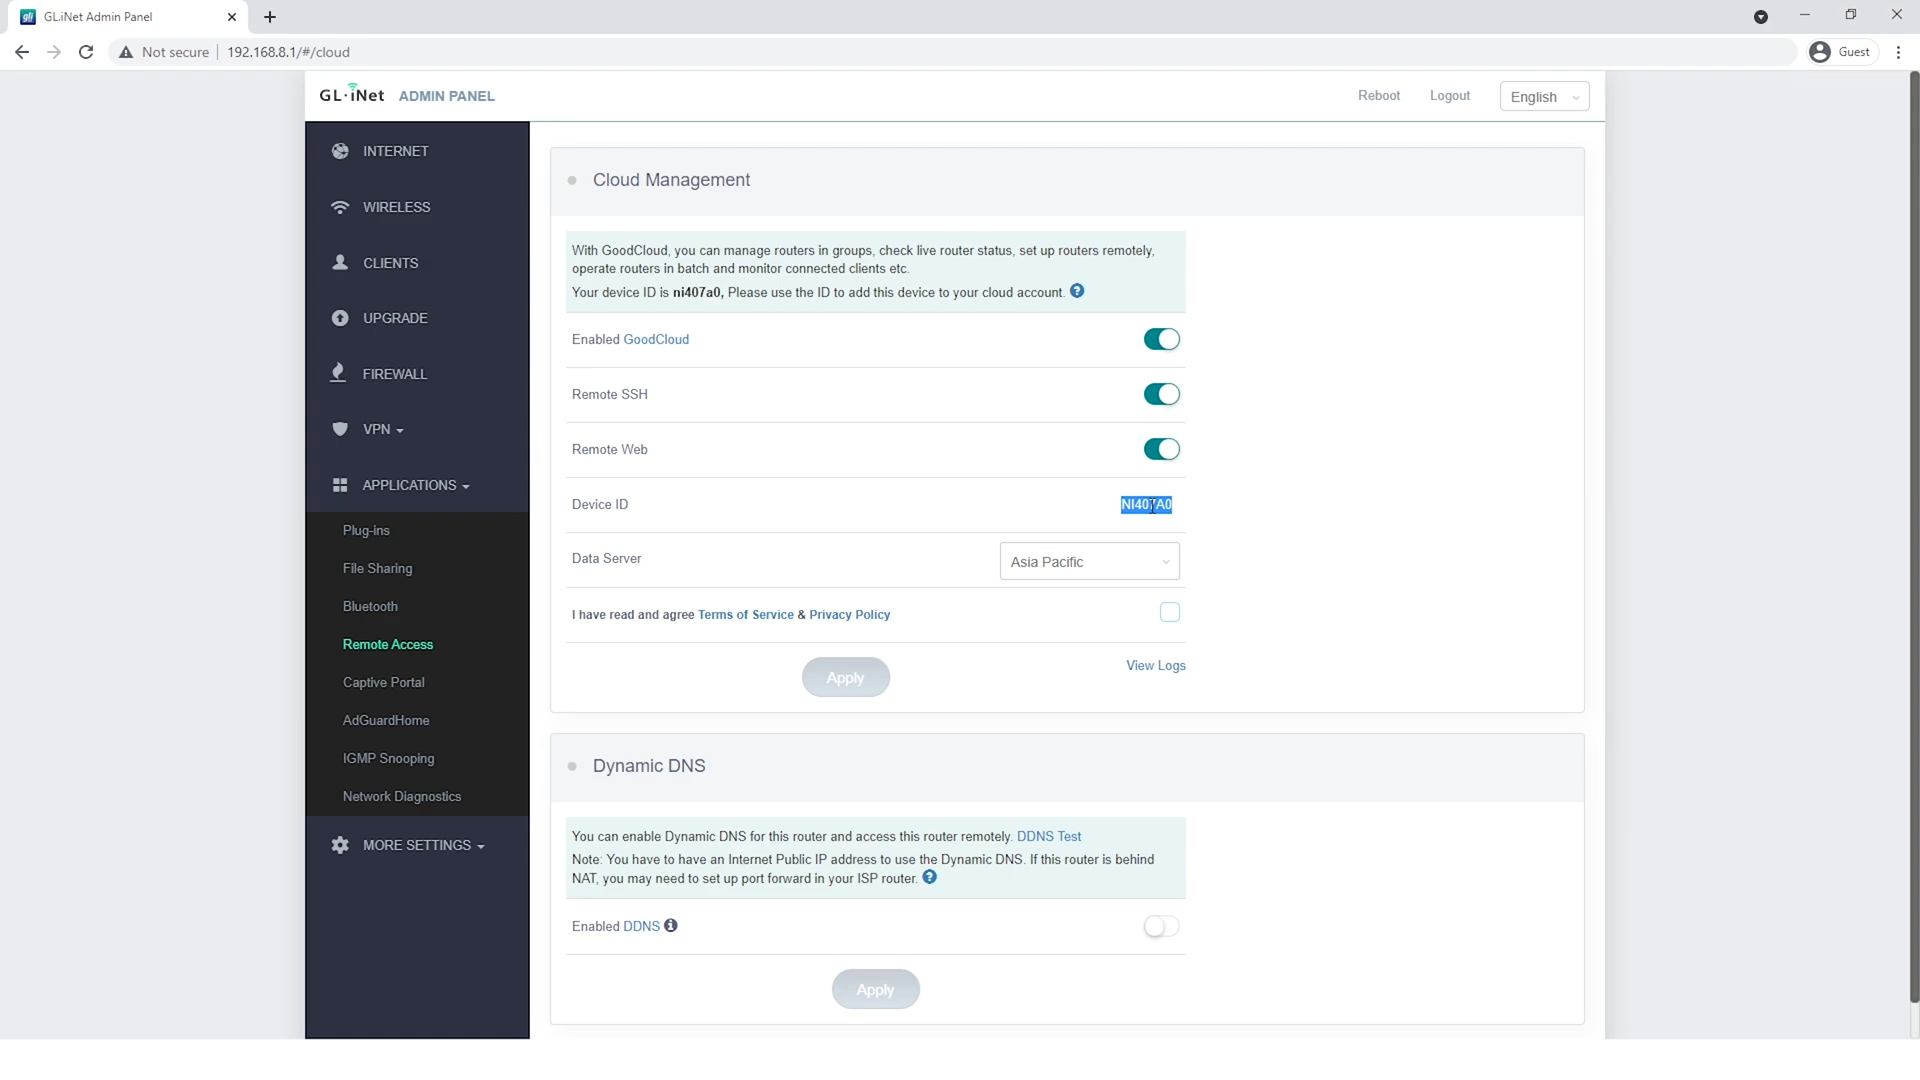 GL.iNet Admin Panel
Not secure
192.168.8.1/#/cloud
Guest
GL·iNet ADMIN PANEL
Reboot
Logout
English
INTERNET
WIRELESS
CLIENTS
UPGRADE
FIREWALL
VPN
APPLICATIONS
Plug-ins
File Sharing
Bluetooth
Remote Access
Captive Portal
AdGuardHome
IGMP Snooping
Network Diagnostics
MORE SETTINGS
Cloud Management
With GoodCloud, you can manage routers in groups, check live router status, set up routers remotely,
operate routers in batch and monitor connected clients etc.
Your device ID is ni407a0, Please use the ID to add this device to your cloud account.
Enabled GoodCloud
Remote SSH
Remote Web
Device ID NI407A0
Data Server Asia Pacific
I have read and agree Terms of Service & Privacy Policy
Apply
View Logs
Dynamic DNS
You can enable Dynamic DNS for this router and access this router remotely. DDNS Test
Note: You have to have an Internet Public IP address to use the Dynamic DNS. If this router is behind
NAT, you may need to set up port forward in your ISP router.
Enabled DDNS
Apply